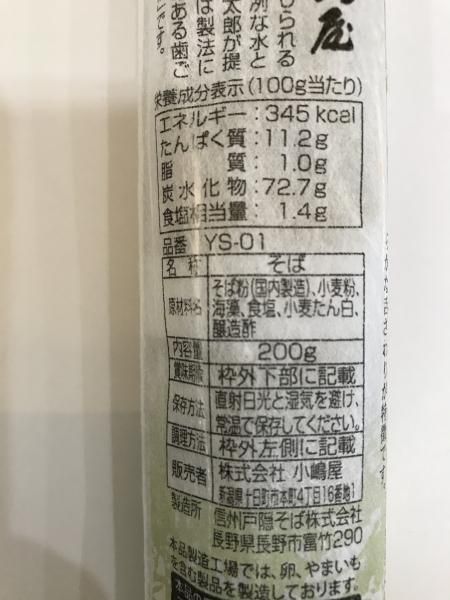 屋
じられる
冽な水と
太郎が提
は製法に
ある歯ご
です。
栄養成分表示(100g当たり)
エネルギー:345kcal
たんぱく質:11.2g
脂質:1.0g
炭水化物:72.7g
食塩相当量:1.4g
品番 YS-01
名称 そば
原材料名 そば粉(国内製造)、小麦粉、
海藻、食塩、小麦たん白、
醸造酢
内容量 200g
賞味期限 枠外下部に記載
保存方法 直射日光と湿気を避け、
常温で保存してください。
調理方法 枠外左側に記載
販売者 株式会社 小嶋屋
新潟県十日町市本町4丁目16番地1
製造所 信州戸隠そば株式会社
長野県長野市富竹290
本品製造工場では、卵、やまいも
を含む製品を製造しております。